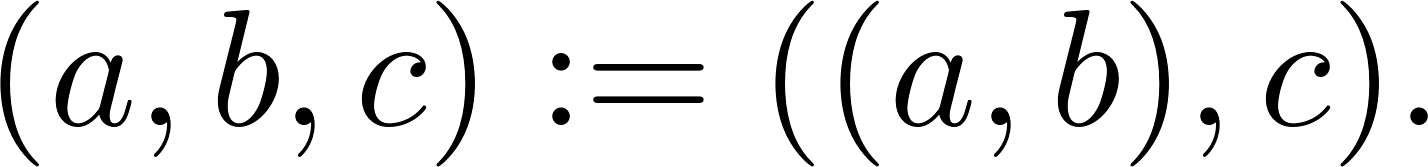 (a, b, c) := ((a, b), c).